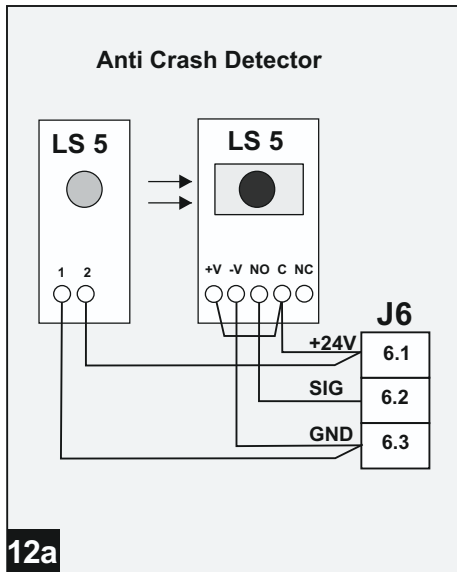 Anti Crash Detector
LS 5
LS 5
1 2
+V -V NO C NC
J6
+24V 6.1
SIG 6.2
GND 6.3
12a